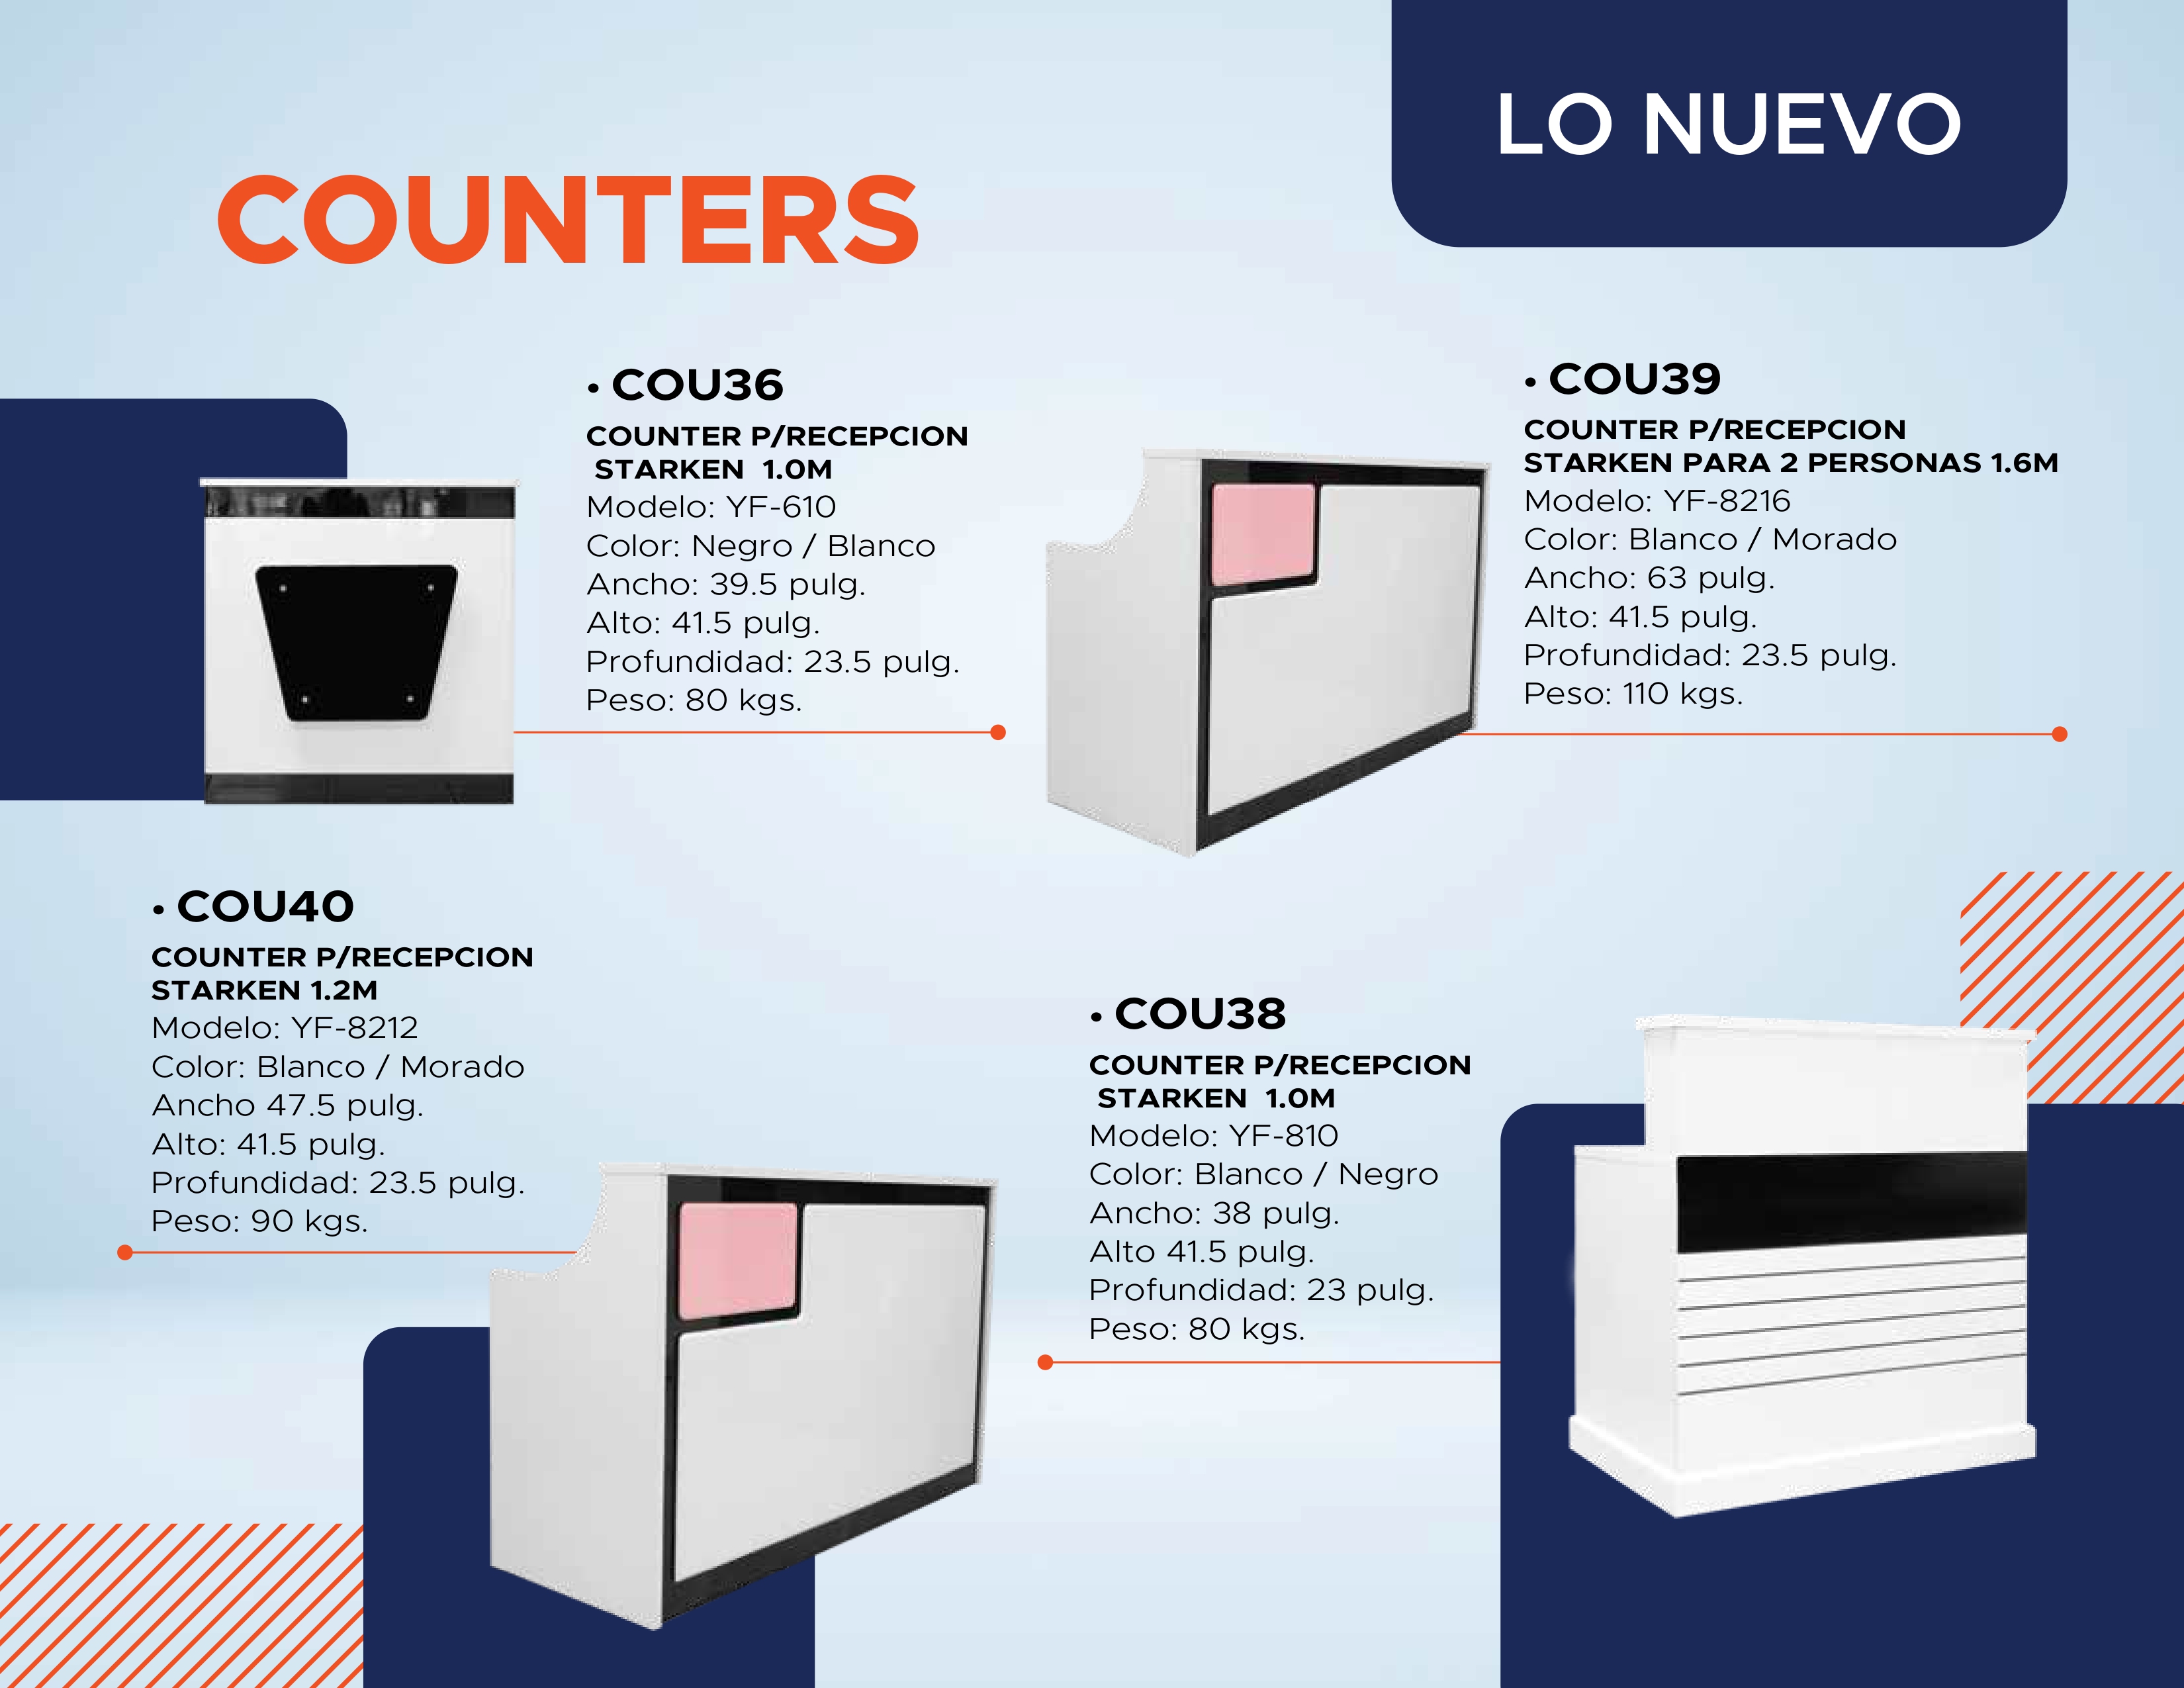 LO NUEVO
COUNTERS
• COU36
COUNTER P/RECEPCION
STARKEN 1.0M
Modelo: YF-610
Color: Negro / Blanco
Ancho: 39.5 pulg.
Alto: 41.5 pulg.
Profundidad: 23.5 pulg.
Peso: 80 kgs.
• COU39
COUNTER P/RECEPCION
STARKEN PARA 2 PERSONAS 1.6M
Modelo: YF-8216
Color: Blanco / Morado
Ancho: 63 pulg.
Alto: 41.5 pulg.
Profundidad: 23.5 pulg.
Peso: 110 kgs.
• COU40
COUNTER P/RECEPCION
STARKEN 1.2M
Modelo: YF-8212
Color: Blanco / Morado
Ancho 47.5 pulg.
Alto: 41.5 pulg.
Profundidad: 23.5 pulg.
Peso: 90 kgs.
• COU38
COUNTER P/RECEPCION
STARKEN 1.0M
Modelo: YF-810
Color: Blanco / Negro
Ancho: 38 pulg.
Alto 41.5 pulg.
Profundidad: 23 pulg.
Peso: 80 kgs.